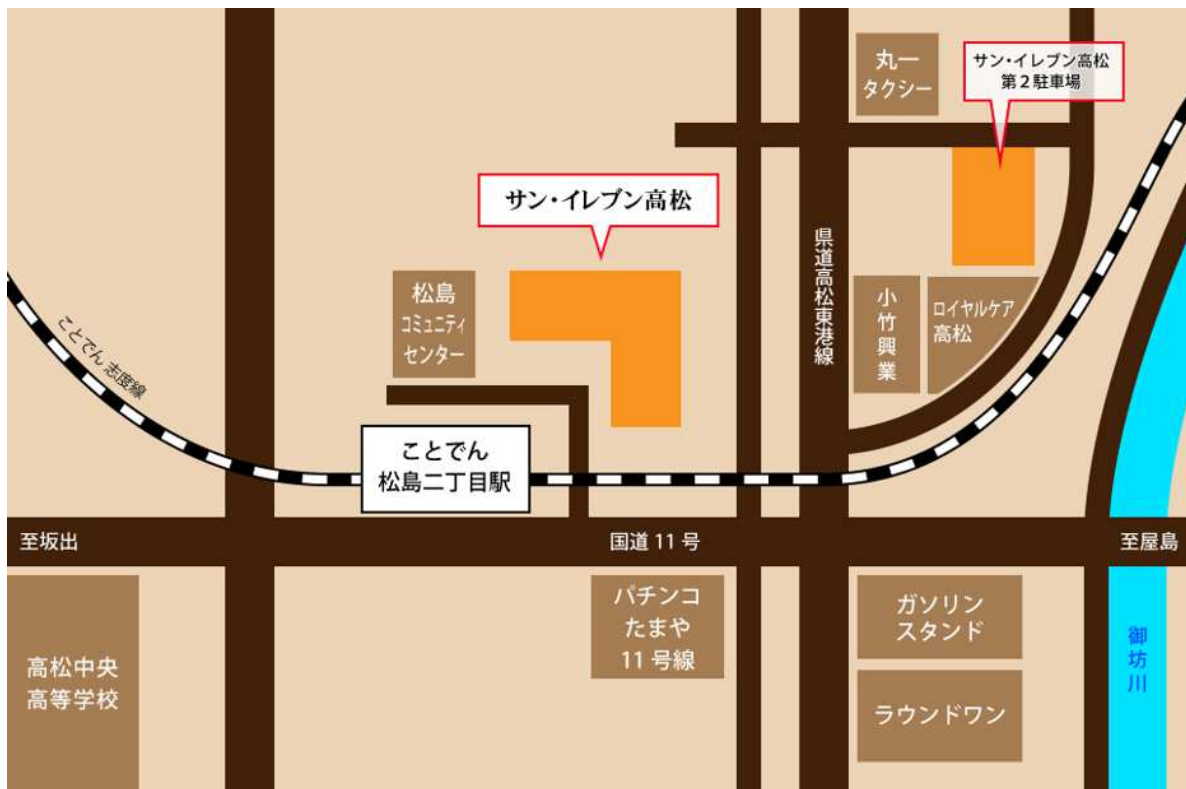 丸一
タクシー
サン・イレブン高松
第2駐車場
サン・イレブン高松
県道高松東港線
松島
コミュニティ
センター
小竹興業
ロイヤルケア
高松
ことでん 志度線
ことでん
松島二丁目駅
至坂出
国道 11 号
至屋島
パチンコ
たまや
11 号線
ガソリン
スタンド
御坊川
高松中央
高等学校
ラウンドワン